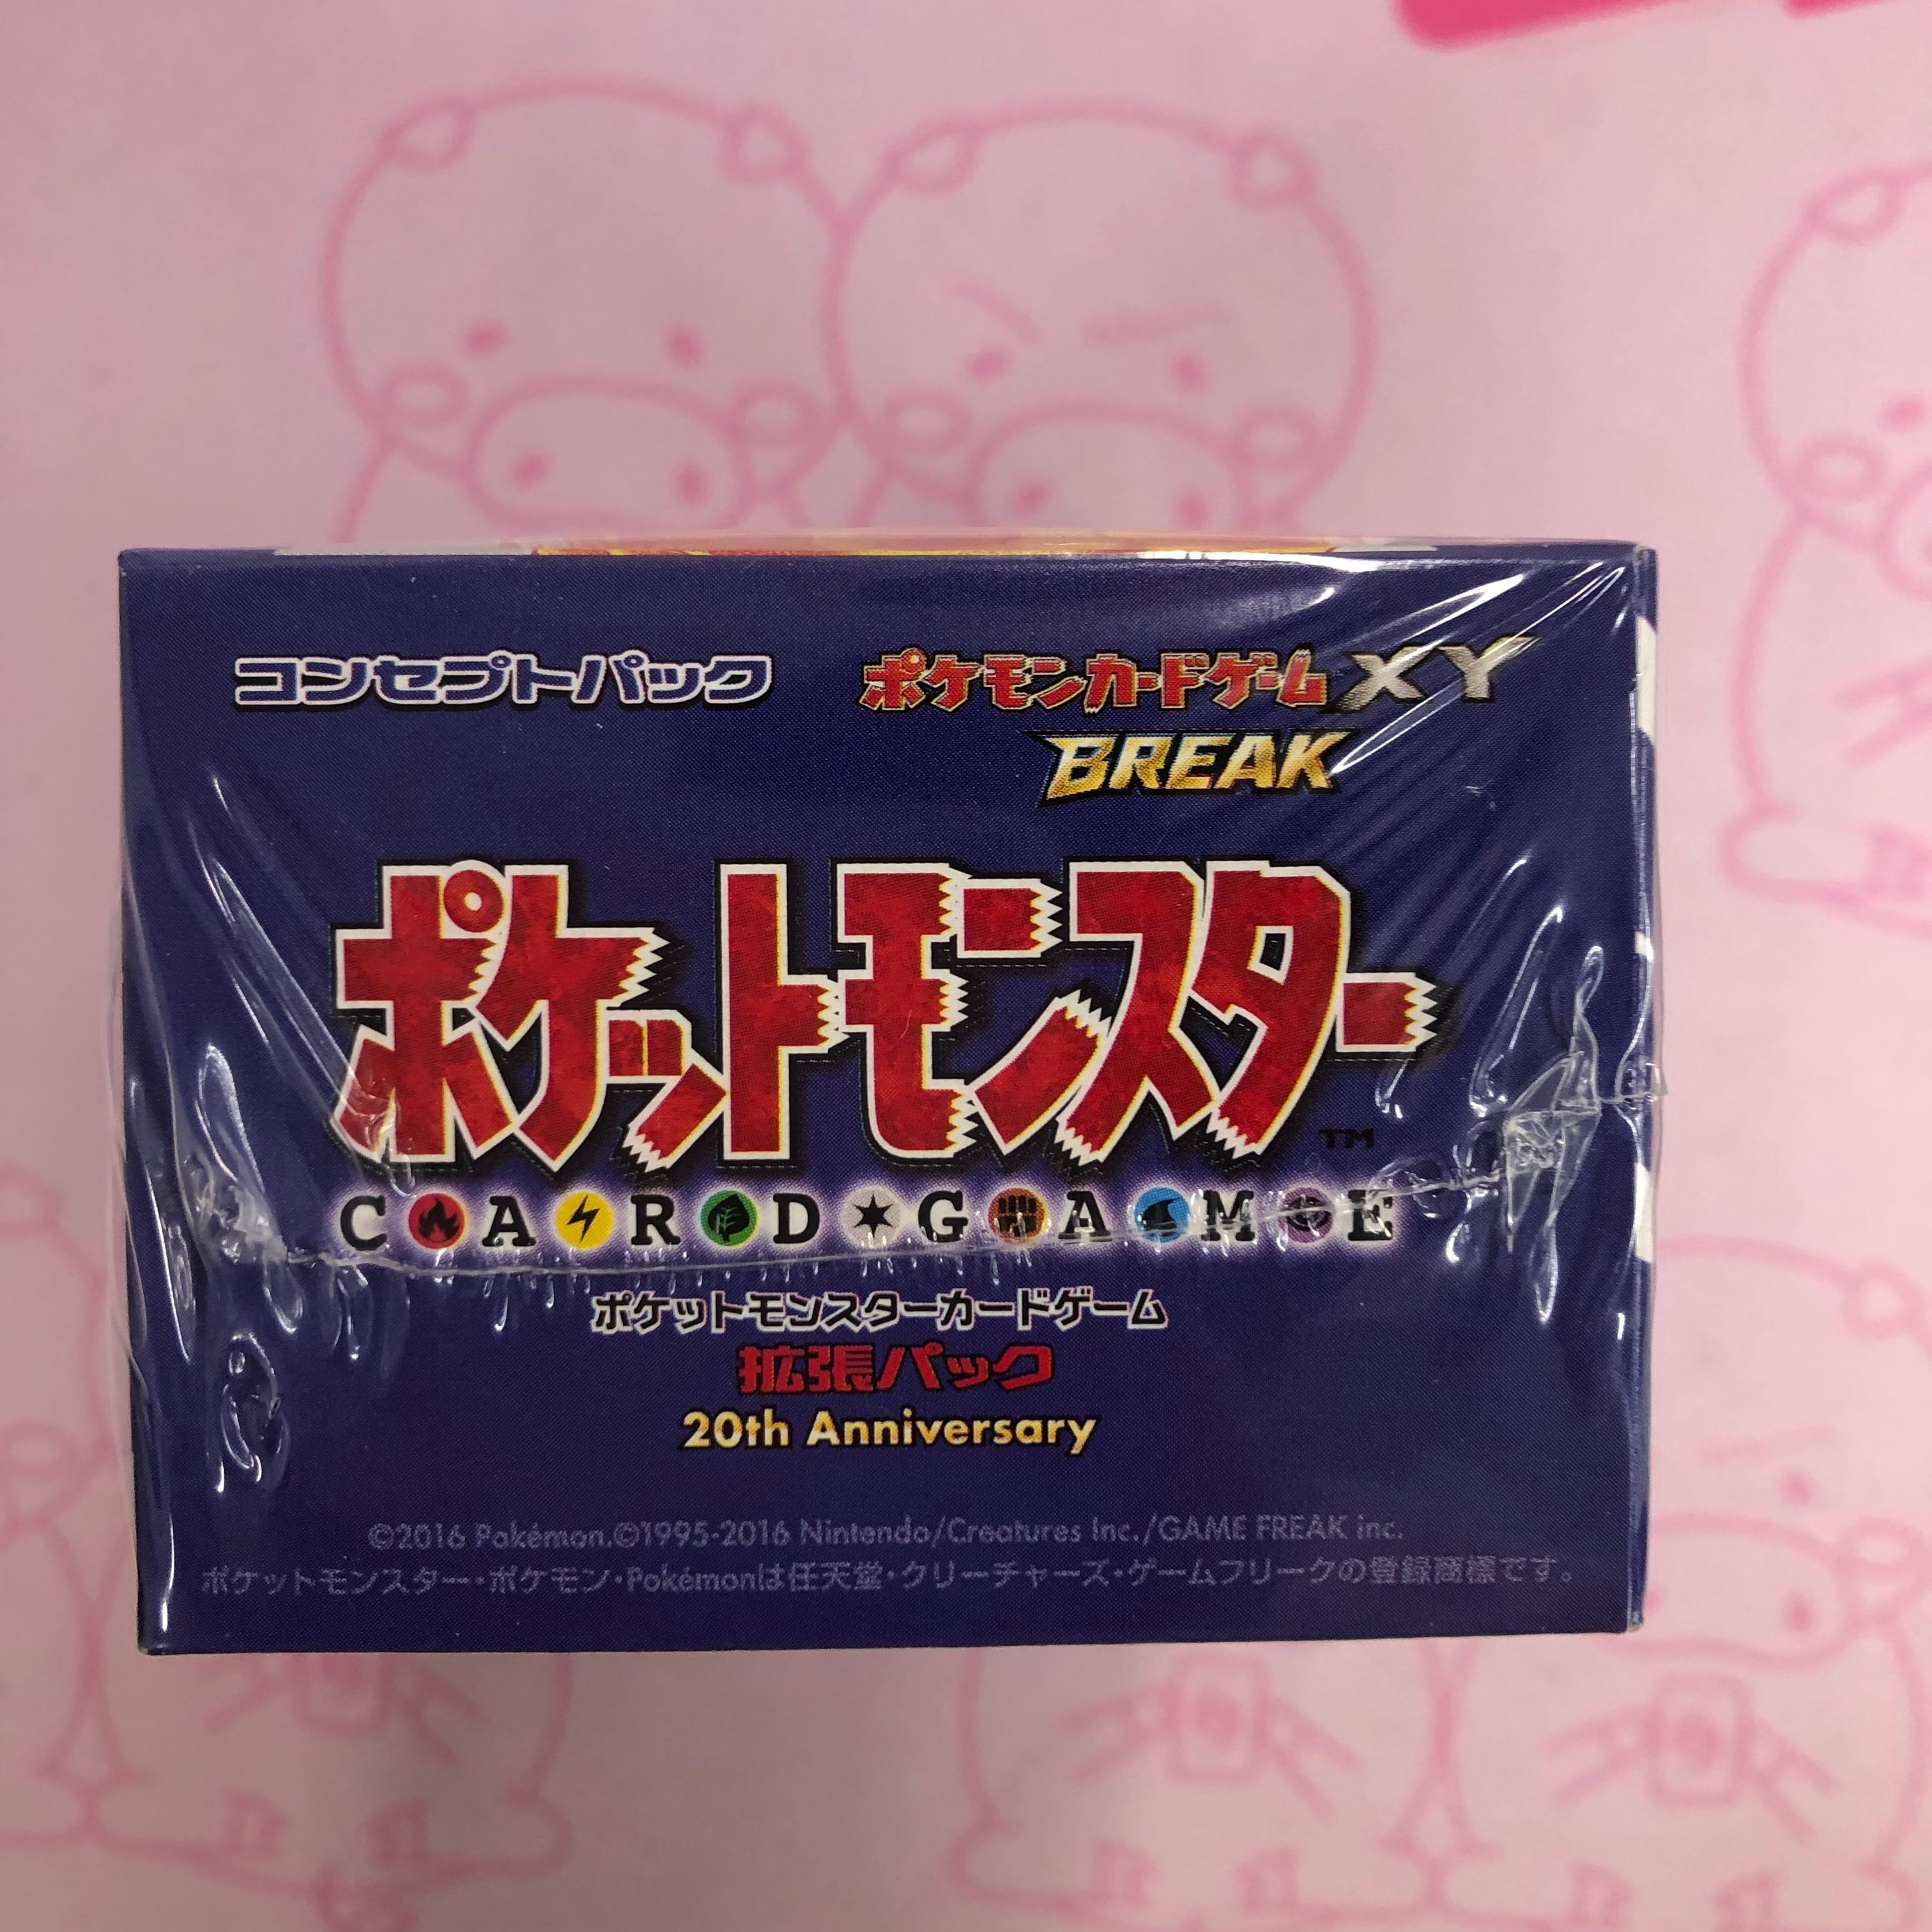 コンセプトパック ポケモンカードゲームXY
BREAK
ポケットモンスター™
CARD GAME
ポケットモンスターカードゲーム
拡張パック
20th Anniversary
©2016 Pokémon.©1995-2016 Nintendo/Creatures Inc./GAME FREAK inc.
ポケットモンスター・ポケモン・Pokémonは任天堂・クリーチャーズ・ゲームフリークの登録商標です。